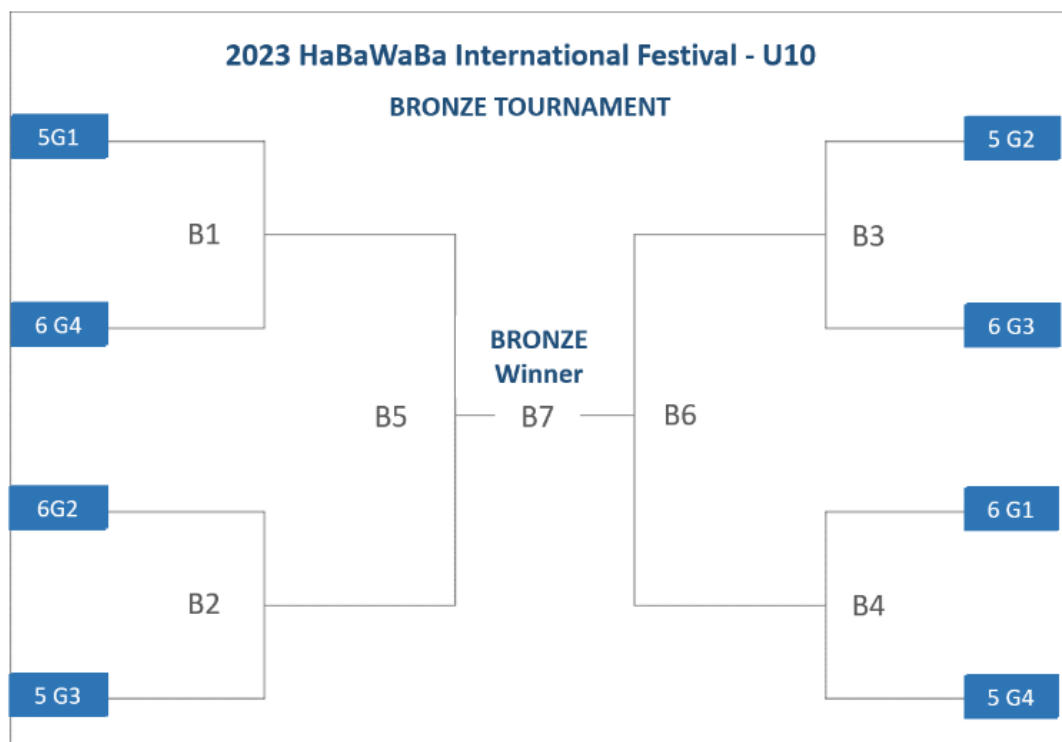 2023 HaBaWaBa International Festival - U10
BRONZE TOURNAMENT
5G1
5 G2
B1
B3
6 G4
6 G3
BRONZE
Winner
B5
B7
B6
6G2
6 G1
B2
B4
5 G3
5 G4